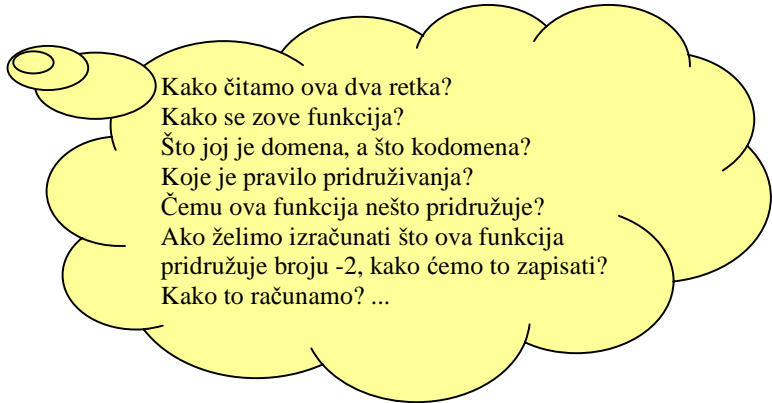 Kako čitamo ova dva retka?
Kako se zove funkcija?
Što joj je domena, a što kodomena?
Koje je pravilo pridruživanja?
Čemu ova funkcija nešto pridružuje?
Ako želimo izračunati što ova funkcija
pridružuje broju -2, kako ćemo to zapisati?
Kako to računamo? ...